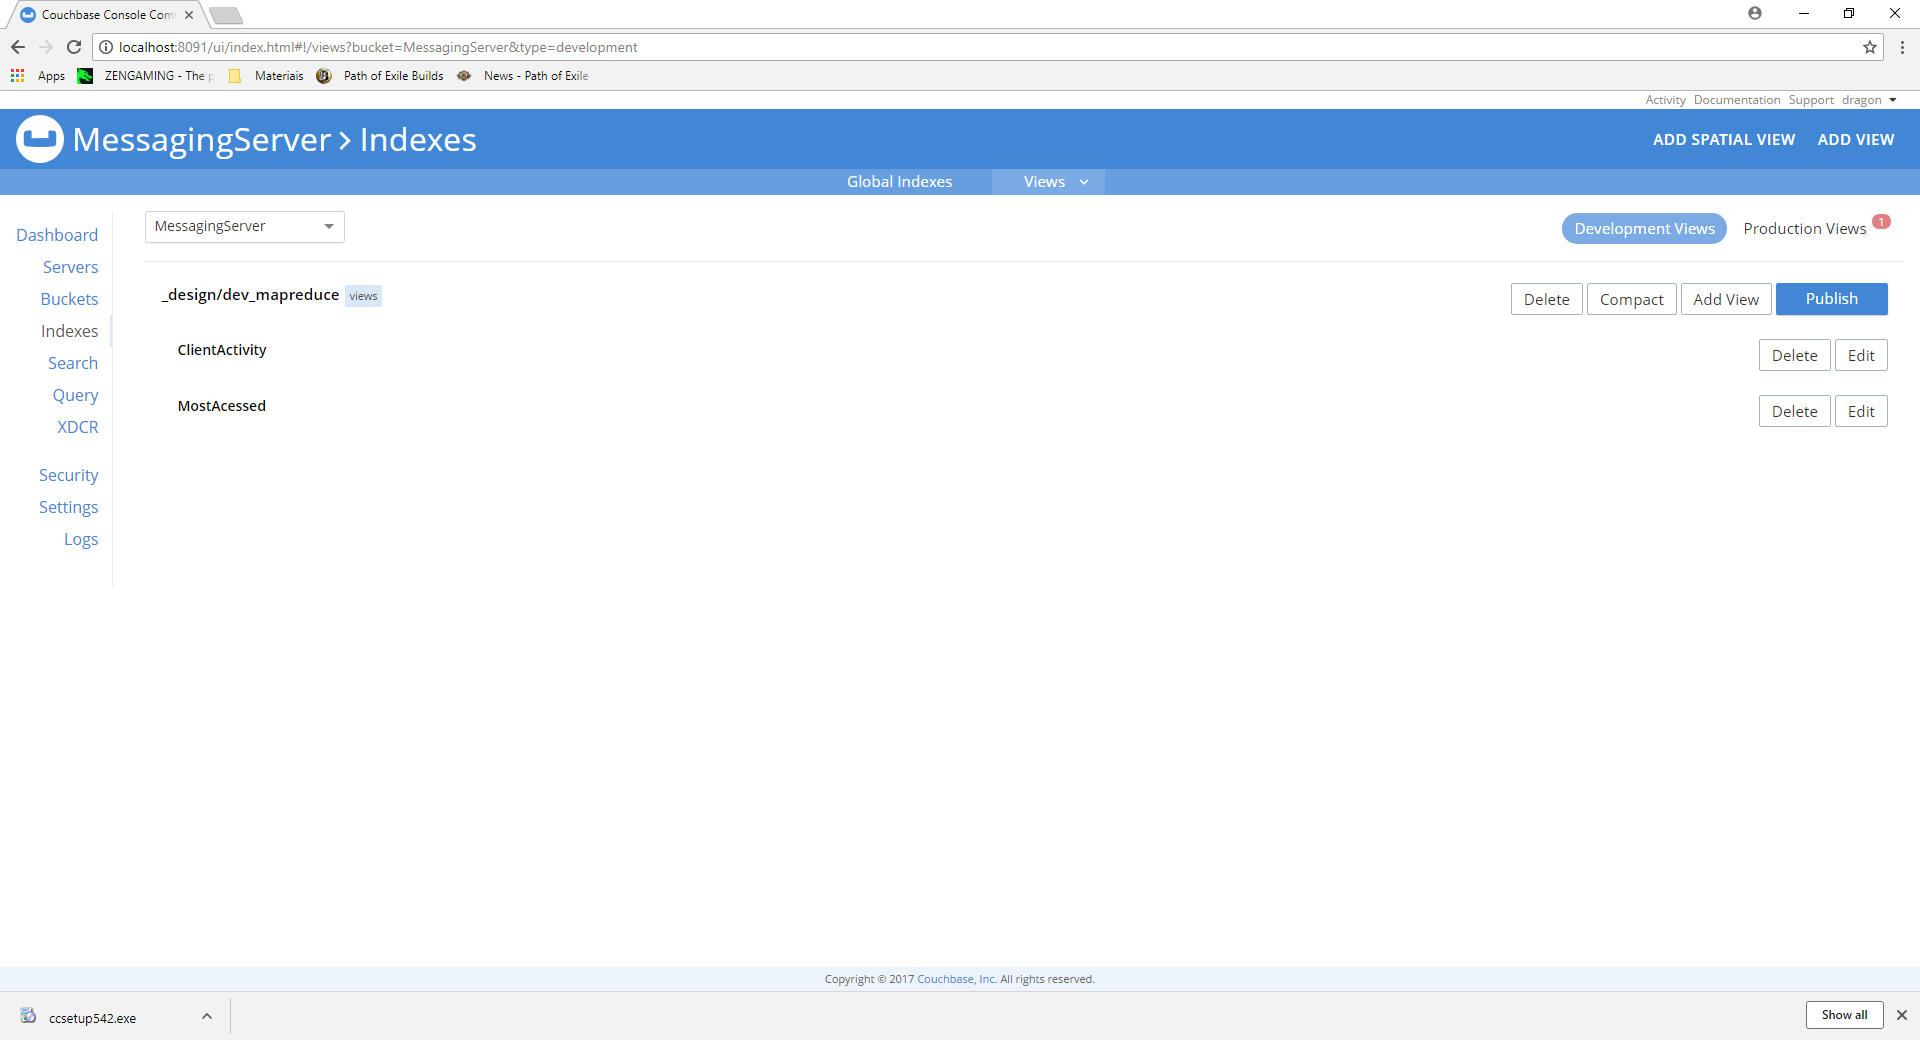 Couchbase Console Com
localhost:8091/ui/index.html#!/views?bucket=MessagingServer&type=development
Apps ZENGAMING - The p Materiais Path of Exile Builds News - Path of Exile
Activity Documentation Support dragon
MessagingServer > Indexes ADD SPATIAL VIEW ADD VIEW
Global Indexes Views
MessagingServer Development Views Production Views 1
Dashboard
Servers
Buckets
Indexes
Search
Query
XDCR
Security
Settings
Logs
_design/dev_mapreduce views Delete Compact Add View Publish
ClientActivity Delete Edit
MostAcessed Delete Edit
Copyright © 2017 Couchbase, Inc. All rights reserved.
ccsetup542.exe Show all